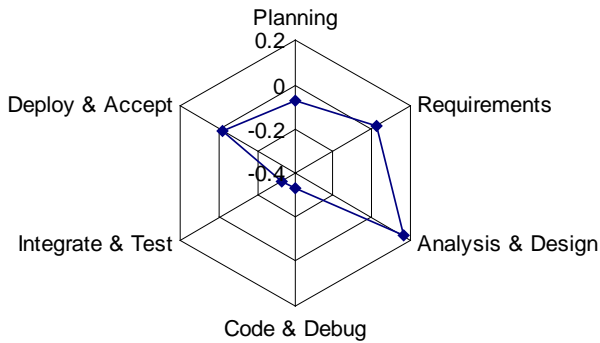 Planning
0.2
Deploy & Accept
0
Requirements
-0.2
-0.4
Integrate & Test
Analysis & Design
Code & Debug